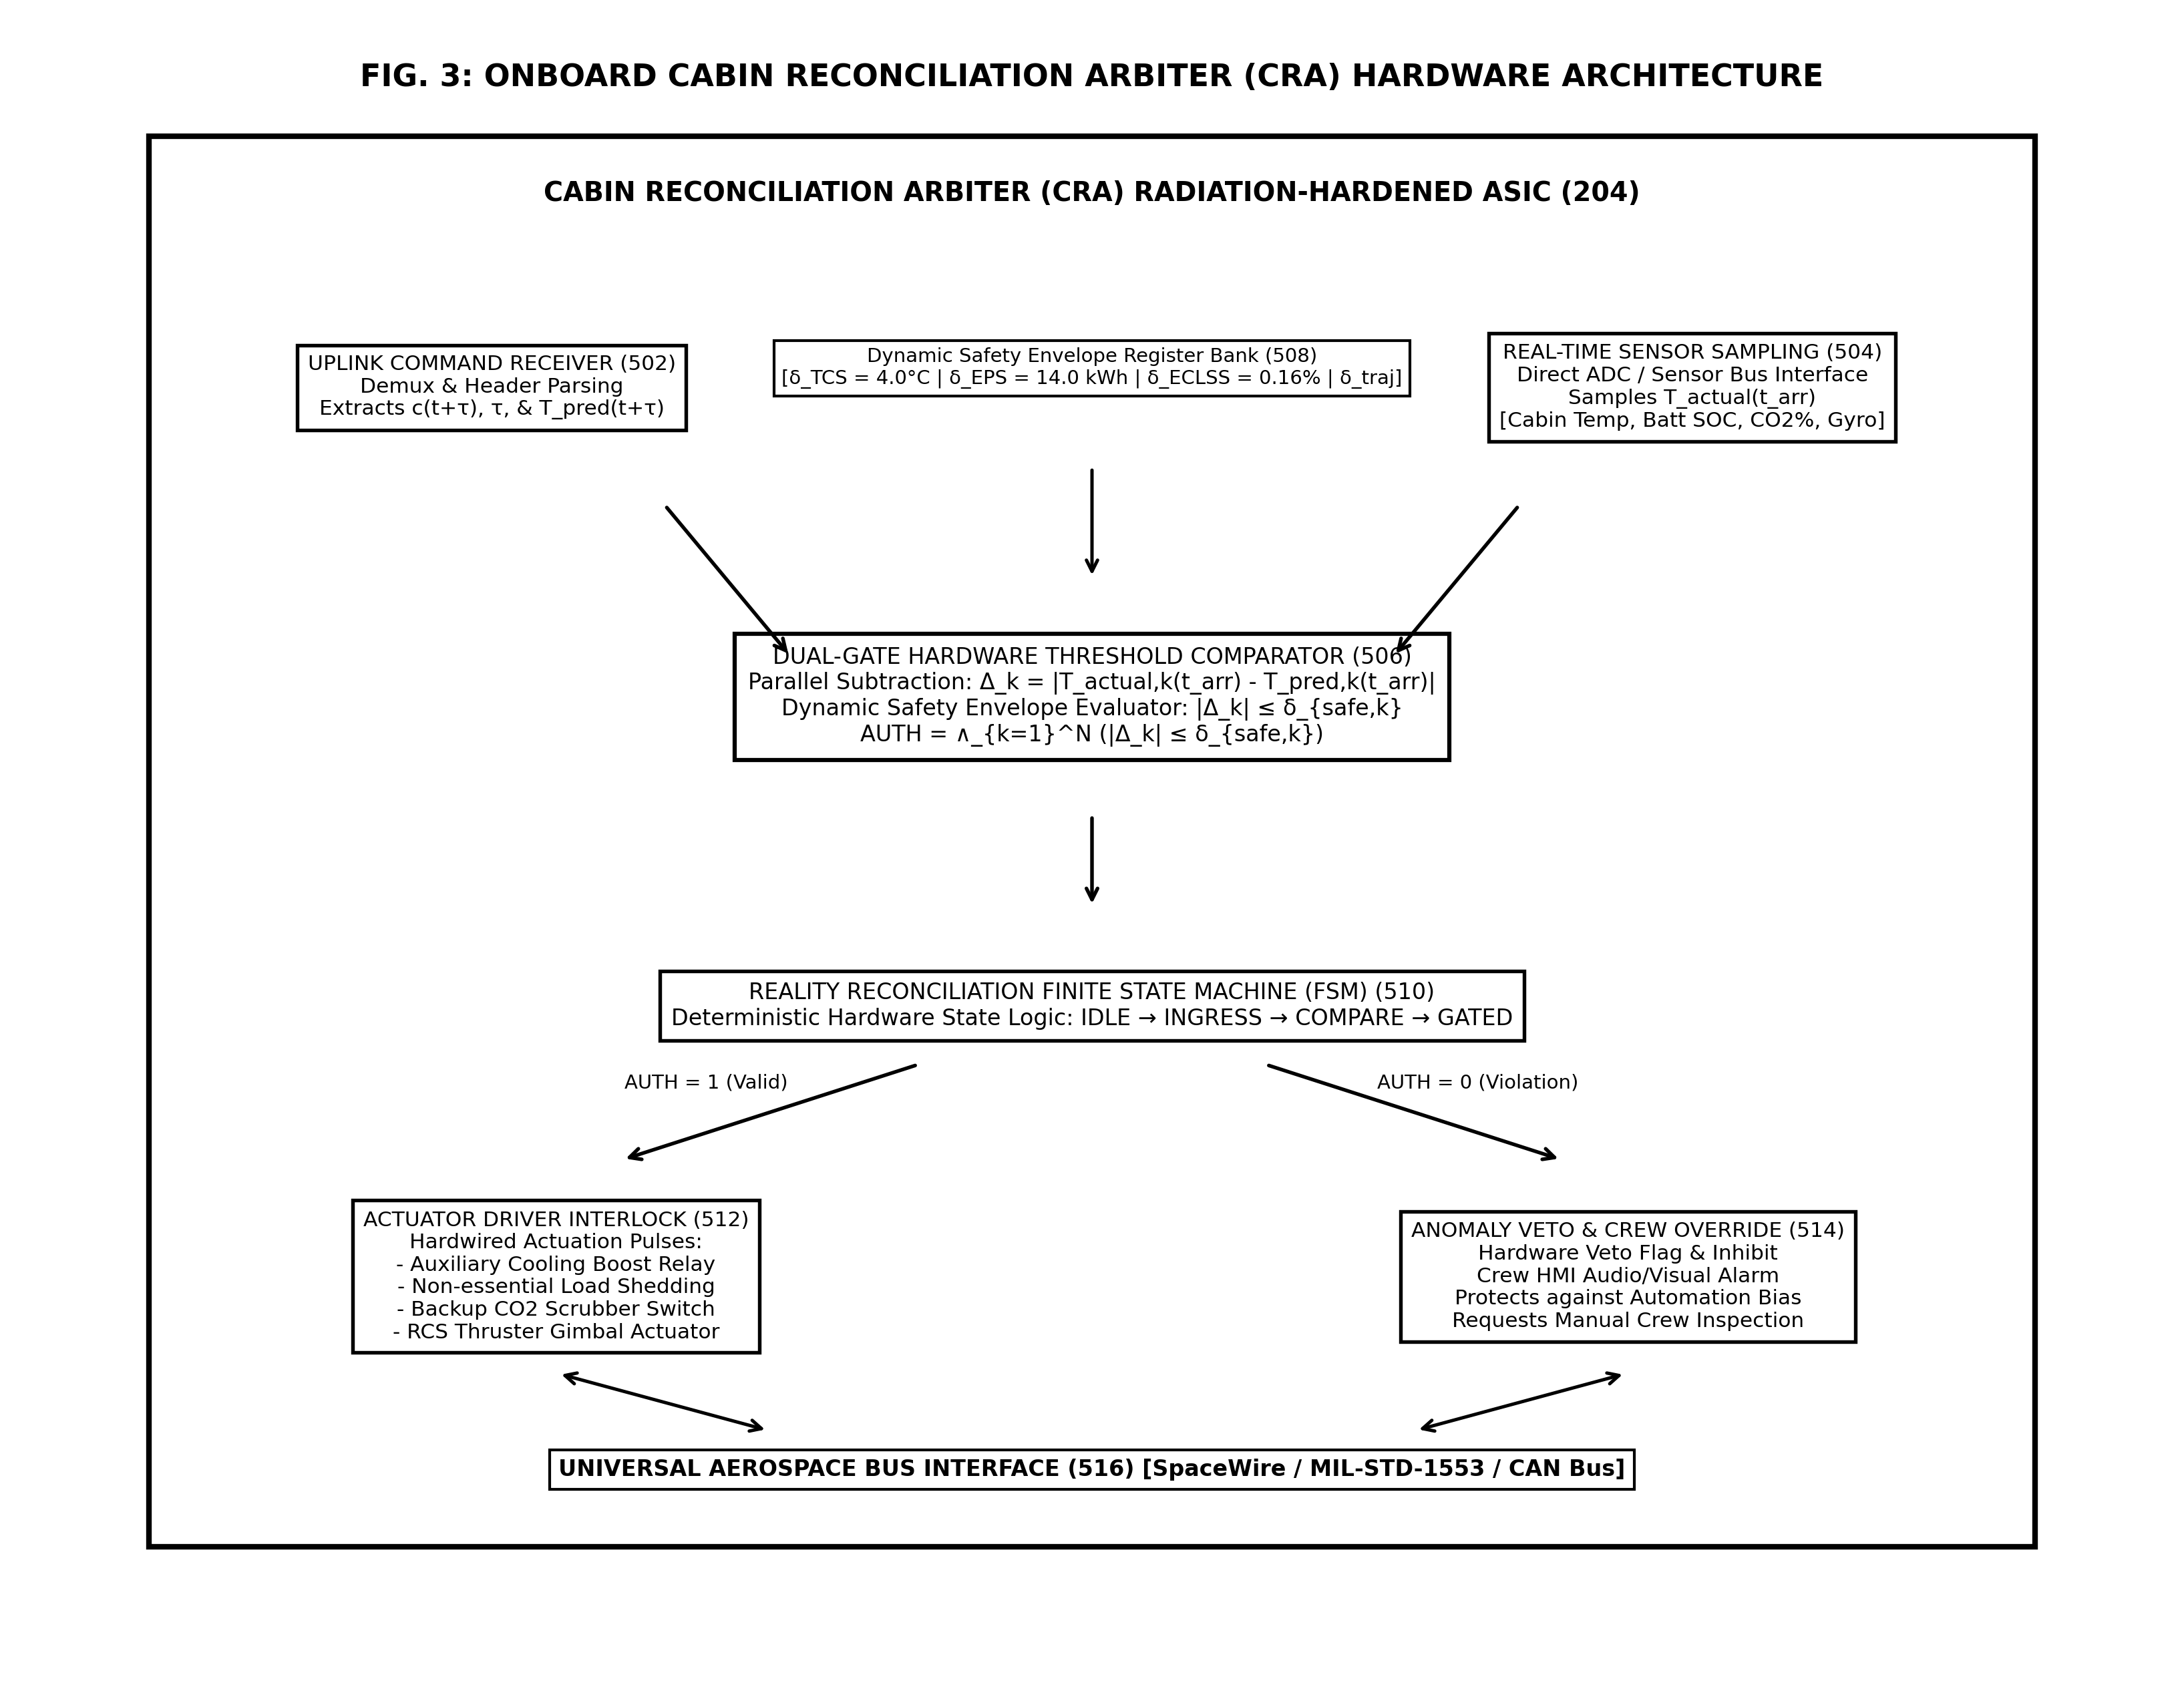 FIG. 3: ONBOARD CABIN RECONCILIATION ARBITER (CRA) HARDWARE ARCHITECTURE
CABIN RECONCILIATION ARBITER (CRA) RADIATION-HARDENED ASIC (204)
UPLINK COMMAND RECEIVER (502)
Demux & Header Parsing
Extracts c(t+τ), τ, & T_pred(t+τ)
Dynamic Safety Envelope Register Bank (508)
[δ_TCS = 4.0°C | δ_EPS = 14.0 kWh | δ_ECLSS = 0.16% | δ_traj]
REAL-TIME SENSOR SAMPLING (504)
Direct ADC / Sensor Bus Interface
Samples T_actual(t_arr)
[Cabin Temp, Batt SOC, CO2%, Gyro]
DUAL-GATE HARDWARE THRESHOLD COMPARATOR (506)
Parallel Subtraction: Δ_k = |T_actual,k(t_arr) - T_pred,k(t_arr)|
Dynamic Safety Envelope Evaluator: |Δ_k| ≤ δ_{safe,k}
AUTH = ∧_{k=1}^N (|Δ_k| ≤ δ_{safe,k})
REALITY RECONCILIATION FINITE STATE MACHINE (FSM) (510)
Deterministic Hardware State Logic: IDLE → INGRESS → COMPARE → GATED
AUTH = 1 (Valid)
AUTH = 0 (Violation)
ACTUATOR DRIVER INTERLOCK (512)
Hardwired Actuation Pulses:
- Auxiliary Cooling Boost Relay
- Non-essential Load Shedding
- Backup CO2 Scrubber Switch
- RCS Thruster Gimbal Actuator
ANOMALY VETO & CREW OVERRIDE (514)
Hardware Veto Flag & Inhibit
Crew HMI Audio/Visual Alarm
Protects against Automation Bias
Requests Manual Crew Inspection
UNIVERSAL AEROSPACE BUS INTERFACE (516) [SpaceWire / MIL-STD-1553 / CAN Bus]